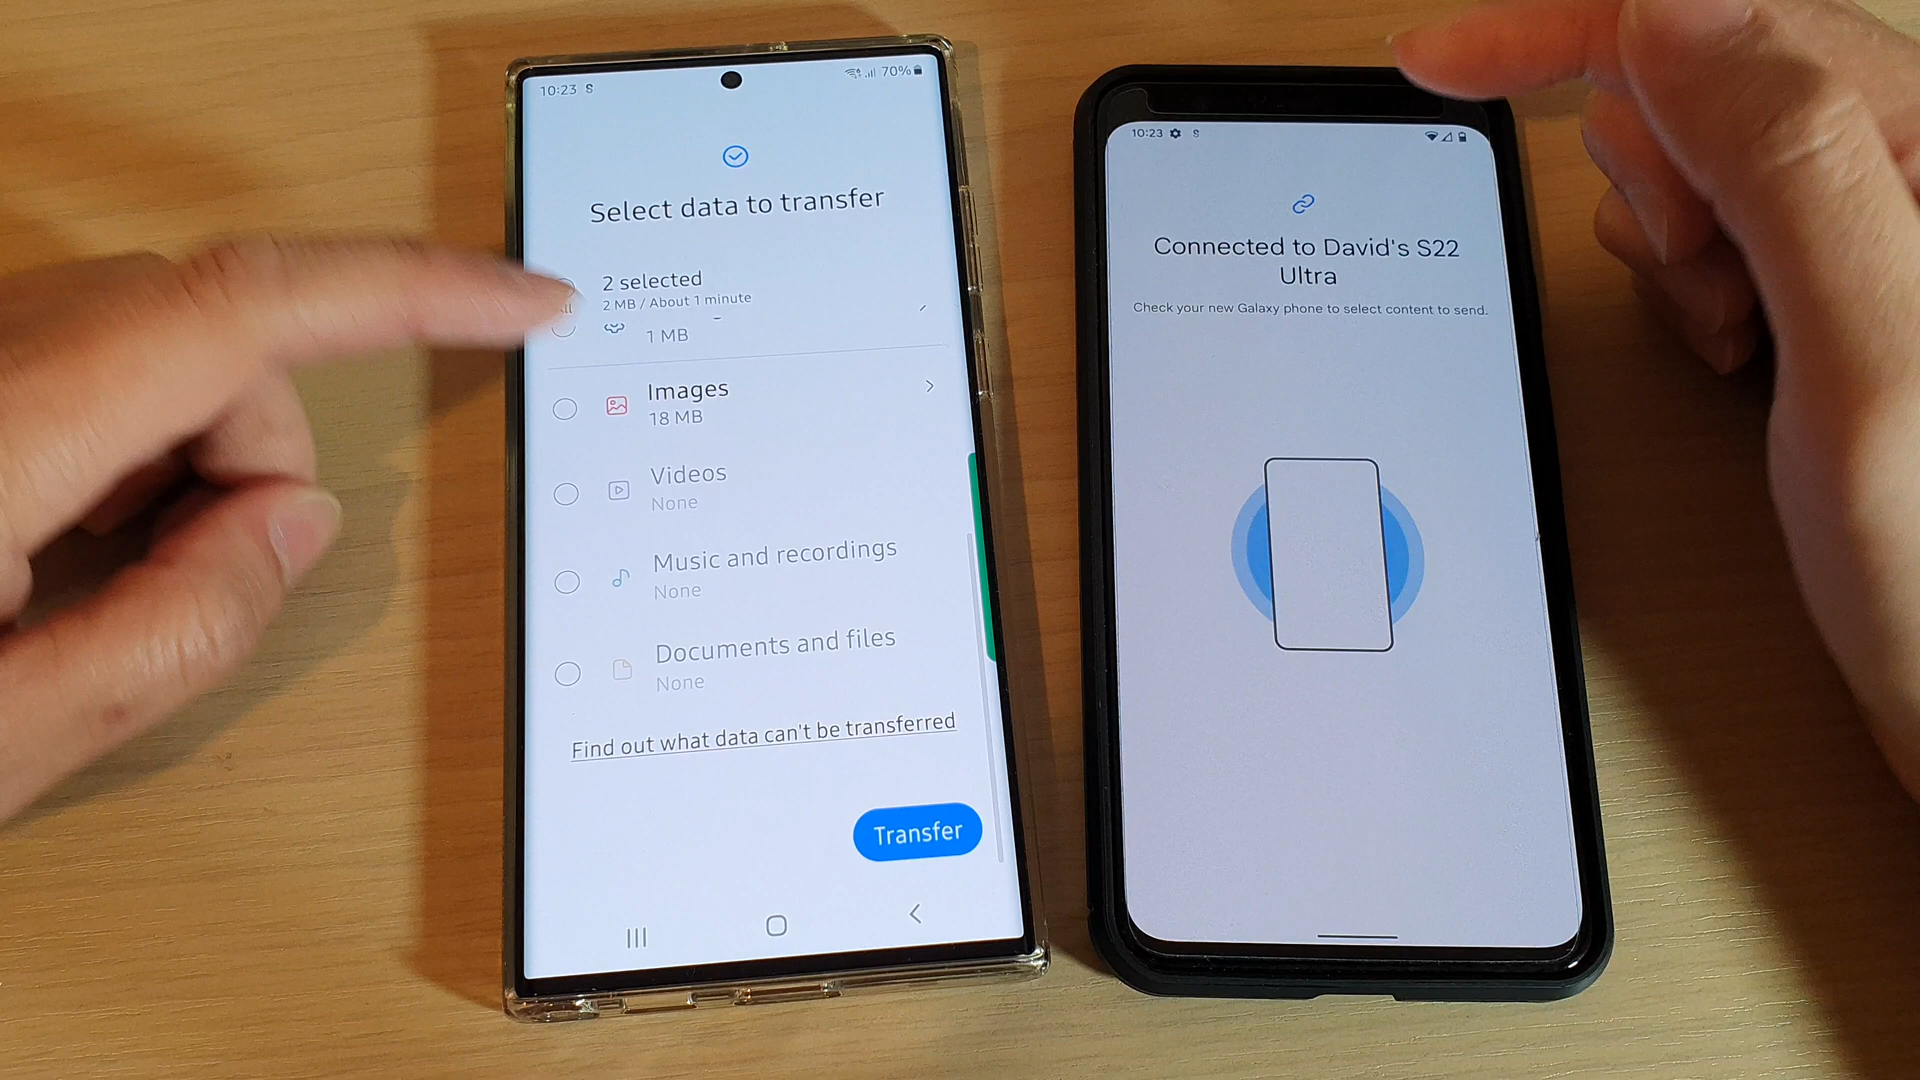 10:23 S
70%
Select data to transfer
2 selected
2 MB / About 1 minute
1 MB
Images
18 MB
Videos
None
Music and recordings
None
Documents and files
None
Find out what data can't be transferred
Transfer
10:23 S
Connected to David's S22
Ultra
Check your new Galaxy phone to select content to send.